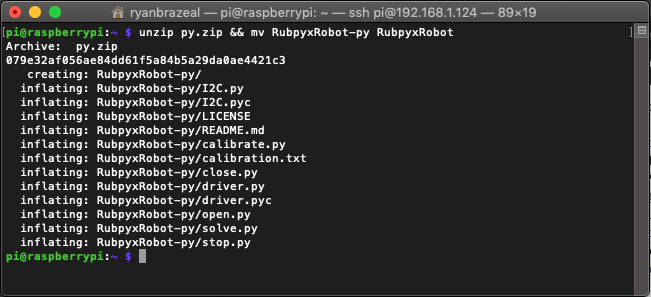 ryanbrazeal — pi@raspberrypi: ~ — ssh pi@192.168.1.124 — 89×19
[pi@raspberrypi:~ $ unzip py.zip && mv RubpyxRobot-py RubpyxRobot ]
Archive:  py.zip
079e32af056ae84dd61f5a84b5a29da0ae4421c3
   creating: RubpyxRobot-py/
  inflating: RubpyxRobot-py/I2C.py
  inflating: RubpyxRobot-py/I2C.pyc
  inflating: RubpyxRobot-py/LICENSE
  inflating: RubpyxRobot-py/README.md
  inflating: RubpyxRobot-py/calibrate.py
  inflating: RubpyxRobot-py/calibration.txt
  inflating: RubpyxRobot-py/close.py
  inflating: RubpyxRobot-py/driver.py
  inflating: RubpyxRobot-py/driver.pyc
  inflating: RubpyxRobot-py/open.py
  inflating: RubpyxRobot-py/solve.py
  inflating: RubpyxRobot-py/stop.py
pi@raspberrypi:~ $